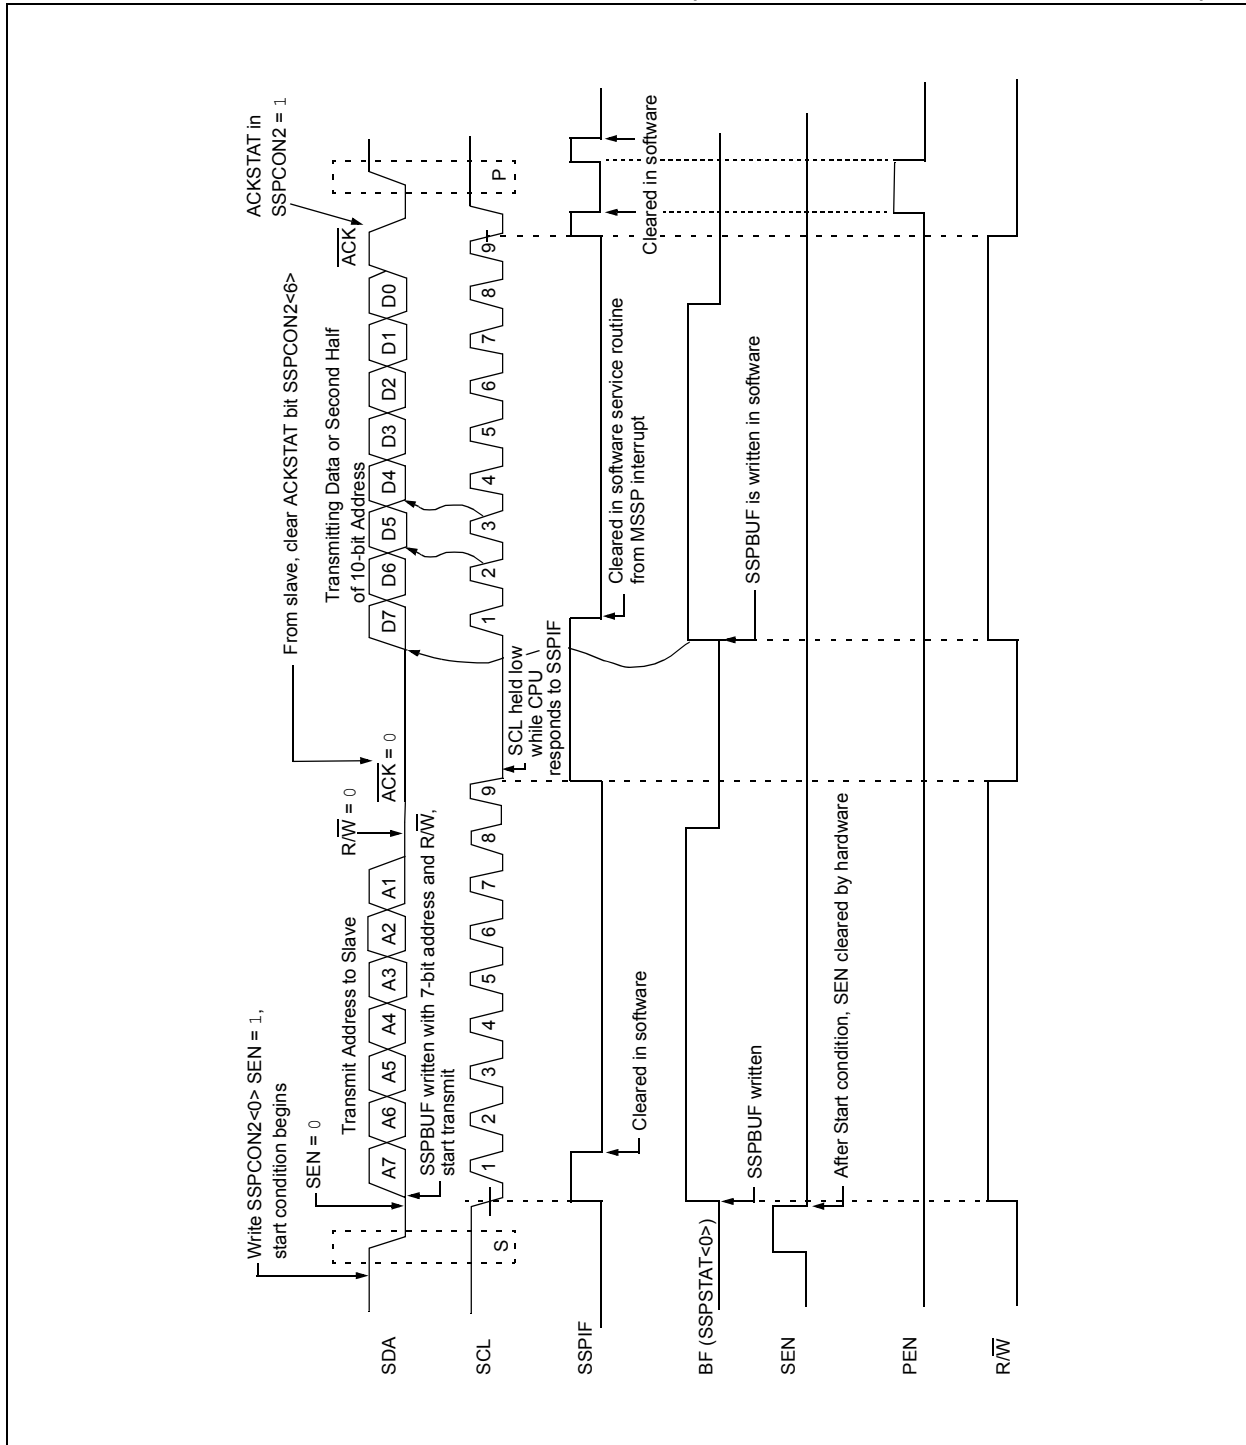 Write SSPCON2<0> SEN = 1,
start condition begins
SEN = 0
Transmit Address to Slave
R/W = 0
From slave, clear ACKSTAT bit SSPCON2<6>
ACK = 0
Transmitting Data or Second Half
of 10-bit Address
ACKSTAT in
SSPCON2 = 1
ACK
SDA
A7 A6 A5 A4 A3 A2 A1
D7 D6 D5 D4 D3 D2 D1 D0
SSPBUF written with 7-bit address and R/W,
start transmit
SCL
S
1 2 3 4 5 6 7 8 9
1 2 3 4 5 6 7 8 9
P
SCL held low
while CPU
responds to SSPIF
SSPIF
Cleared in software
Cleared in software service routine
from MSSP interrupt
Cleared in software
BF (SSPSTAT<0>)
SSPBUF written
SSPBUF is written in software
SEN
After Start condition, SEN cleared by hardware
PEN
R/W